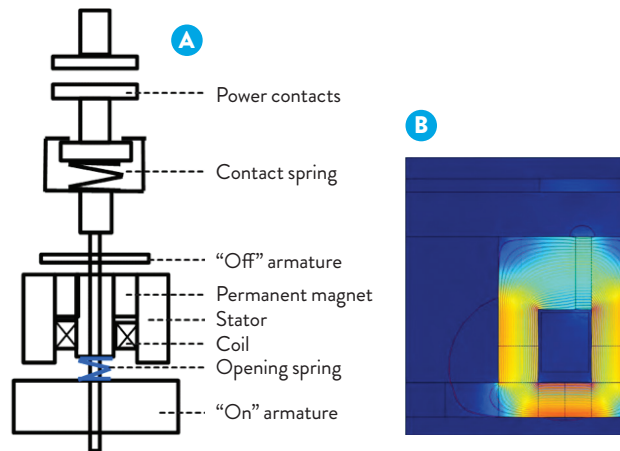 A
Power contacts
B
Contact spring
“Off” armature
Permanent magnet
Stator
Coil
Opening spring
“On” armature